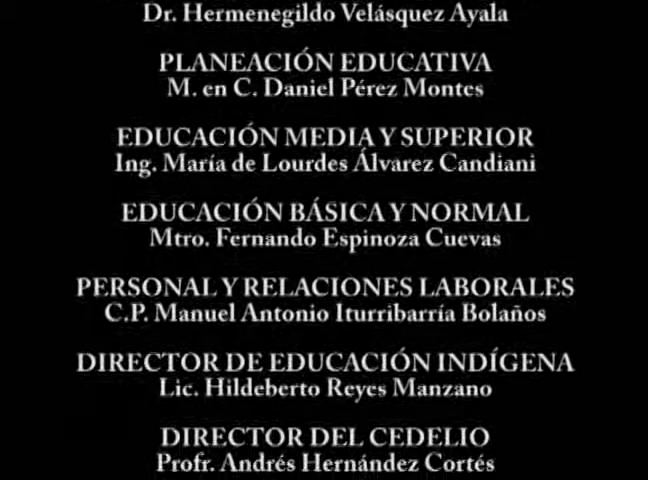 Dr. Hermenegildo Velásquez Ayala
PLANEACIÓN EDUCATIVA
M. en C. Daniel Pérez Montes
EDUCACIÓN MEDIA Y SUPERIOR
Ing. María de Lourdes Álvarez Candiani
EDUCACIÓN BÁSICA Y NORMAL
Mtro. Fernando Espinoza Cuevas
PERSONAL Y RELACIONES LABORALES
C.P. Manuel Antonio Iturribarría Bolaños
DIRECTOR DE EDUCACIÓN INDÍGENA
Lic. Hildeberto Reyes Manzano
DIRECTOR DEL CEDELIO
Profr. Andrés Hernández Cortés